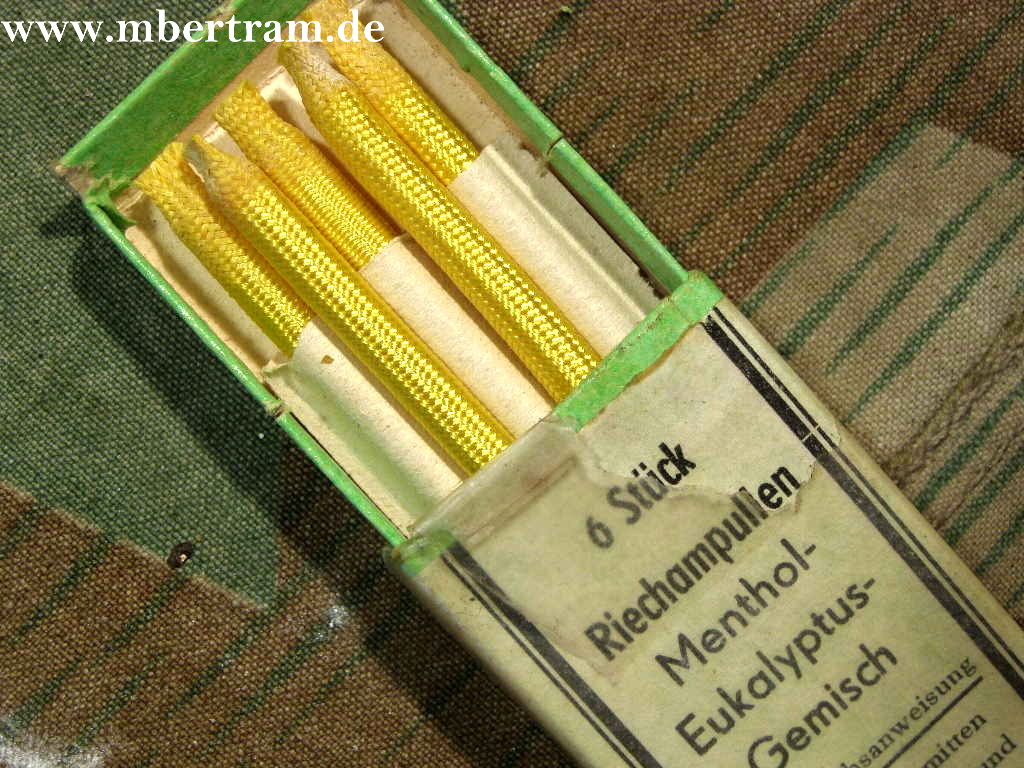 www.mbertram.de
6 Stück
Riechampullen
Menthol-
Eukalyptus-
Gemisch